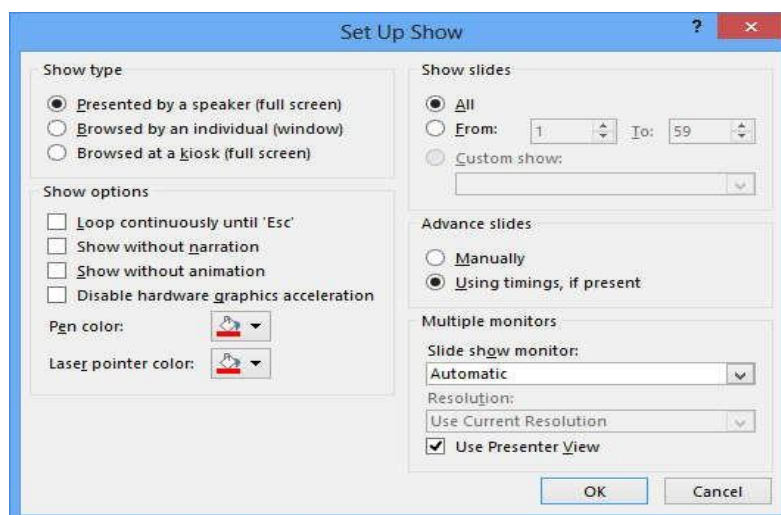 Set Up Show
?
Show type
Presented by a speaker (full screen)
Browsed by an individual (window)
Browsed at a kiosk (full screen)
Show options
Loop continuously until 'Esc'
Show without narration
Show without animation
Disable hardware graphics acceleration
Pen color:
Laser pointer color:
Show slides
All
From: 1 To: 59
Custom show:
Advance slides
Manually
Using timings, if present
Multiple monitors
Slide show monitor:
Automatic
Resolution:
Use Current Resolution
Use Presenter View
OK Cancel